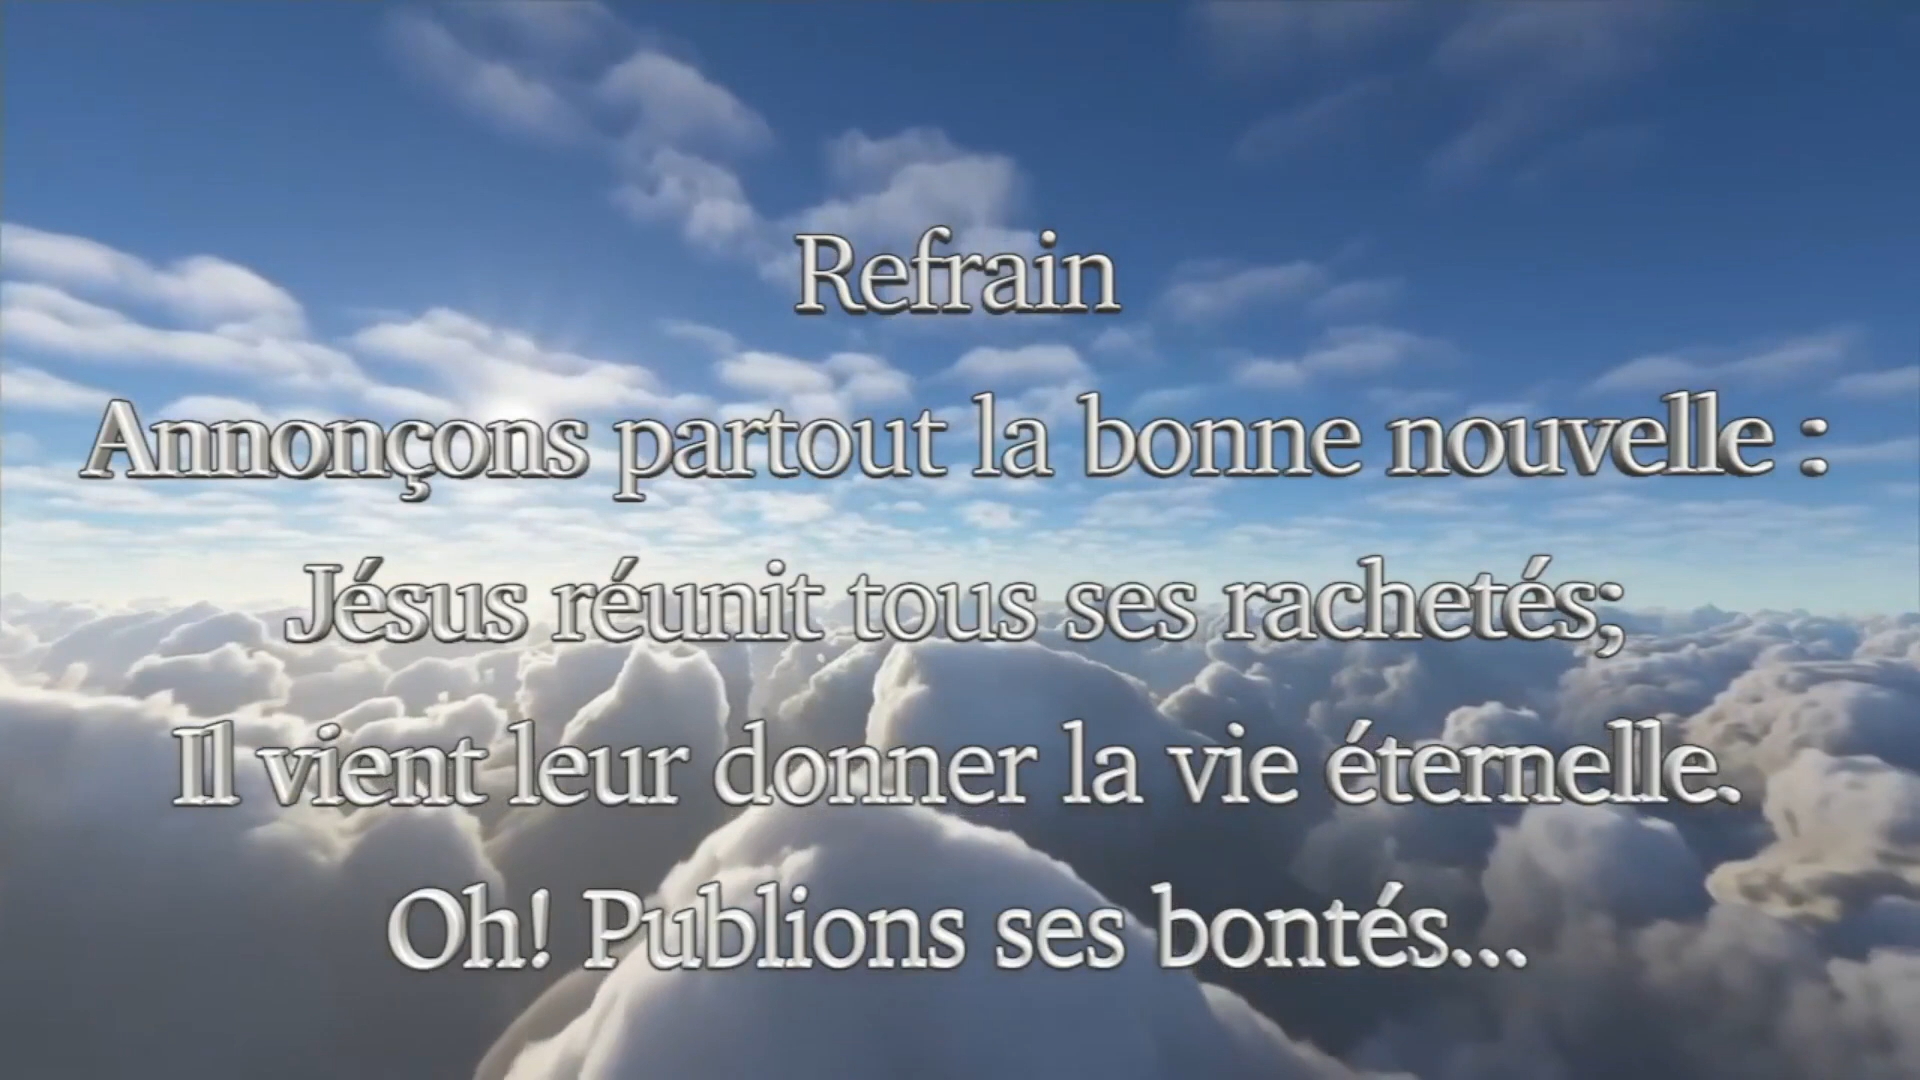 Refrain
Annonçons partout la bonne nouvelle :
Jésus réunit tous ses rachetés;
Il vient leur donner la vie éternelle.
Oh! Publions ses bontés...